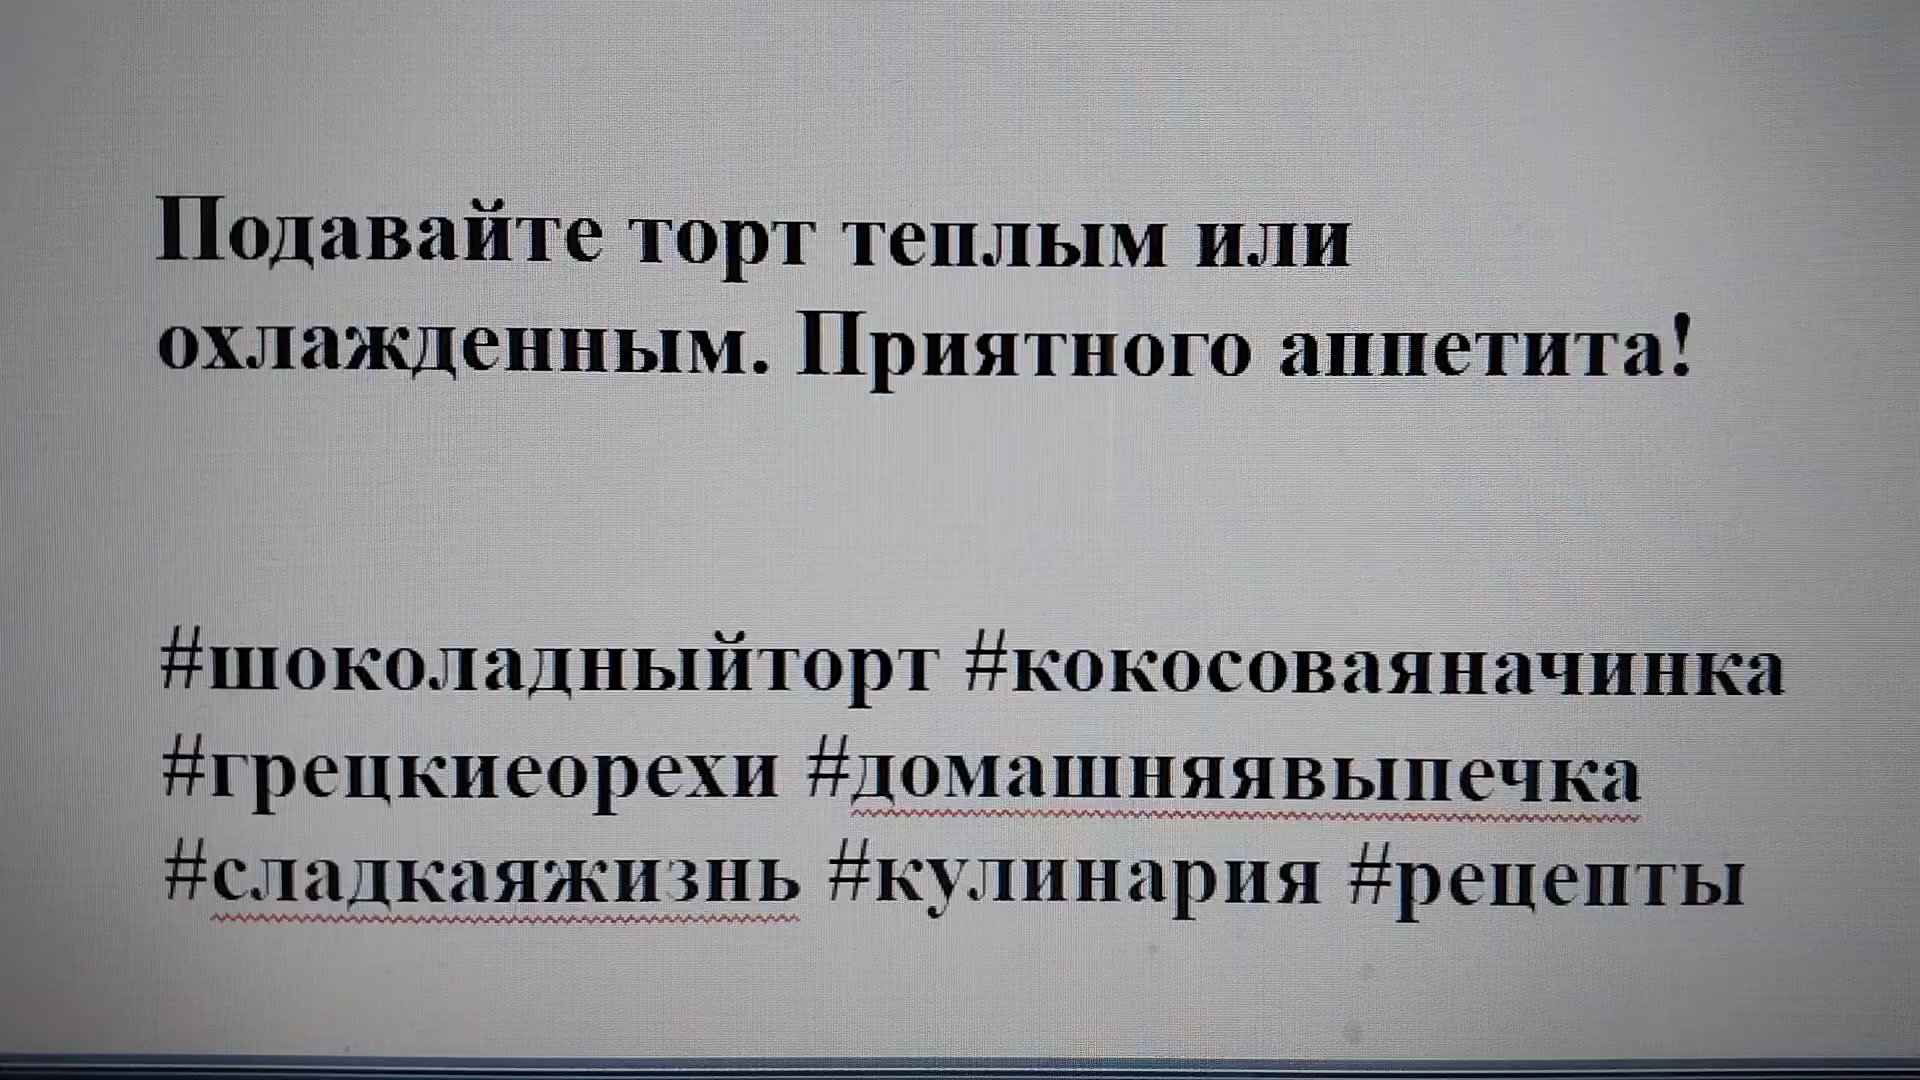 Подавайте торт теплым или
охлажденным. Приятного аппетита!
#шоколадныйторт #кокосоваяначинка
#грецкиеорехи #домашняявыпечка
#сладкаяжизнь #кулинария #рецепты